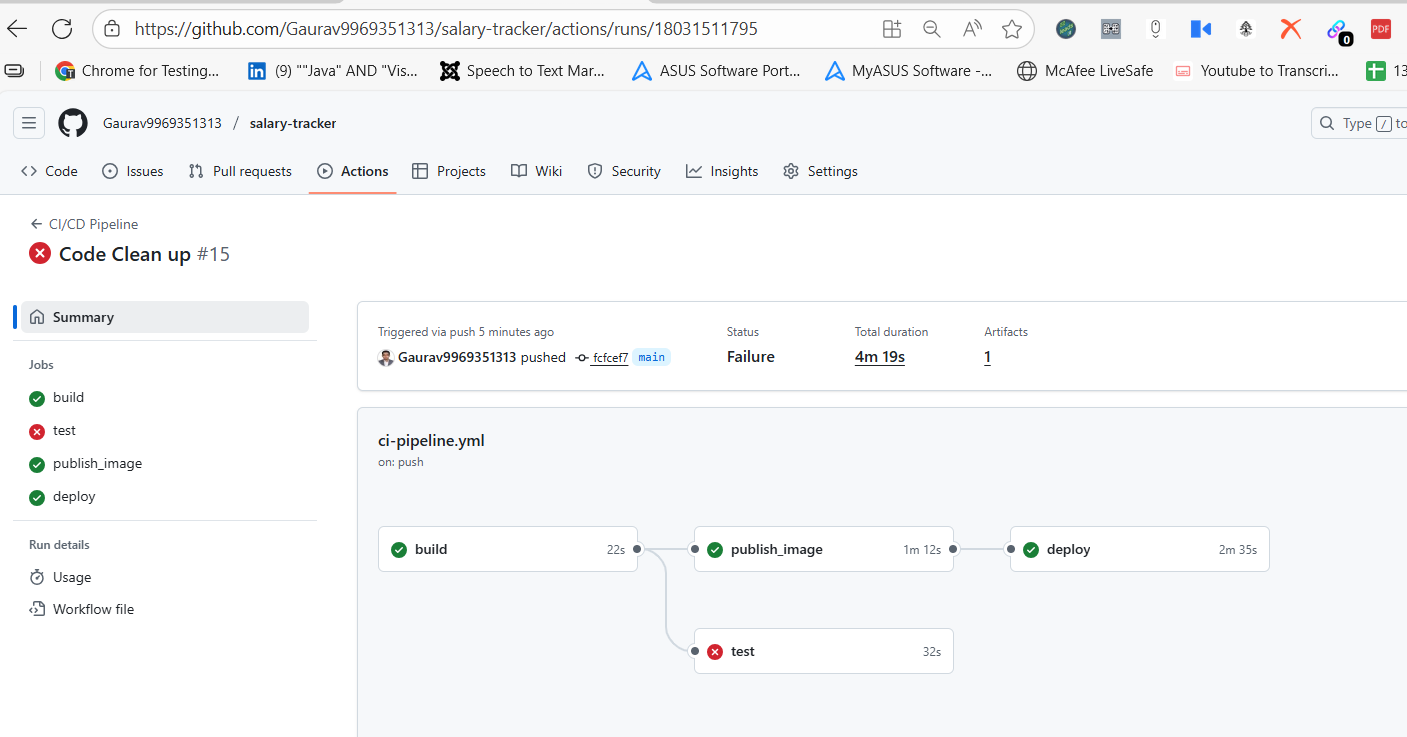 https://github.com/Gaurav9969351313/salary-tracker/actions/runs/18031511795
A 0 PDF
Chrome for Testing... (9) ""Java" AND "Vis... Speech to Text Mar... ASUS Software Port... MyASUS Software -... McAfee LiveSafe Youtube to Transcri... 13
Gaurav9969351313 / salary-tracker Type / to
Code Issues Pull requests Actions Projects Wiki Security Insights Settings
CI/CD Pipeline
Code Clean up #15
Summary
Jobs
build
test
publish_image
deploy
Run details
Usage
Workflow file
Triggered via push 5 minutes ago Status Total duration Artifacts
Gaurav9969351313 pushed fcfcef7 main Failure 4m 19s 1
ci-pipeline.yml
on: push
build 22s publish_image 1m 12s deploy 2m 35s
test 32s